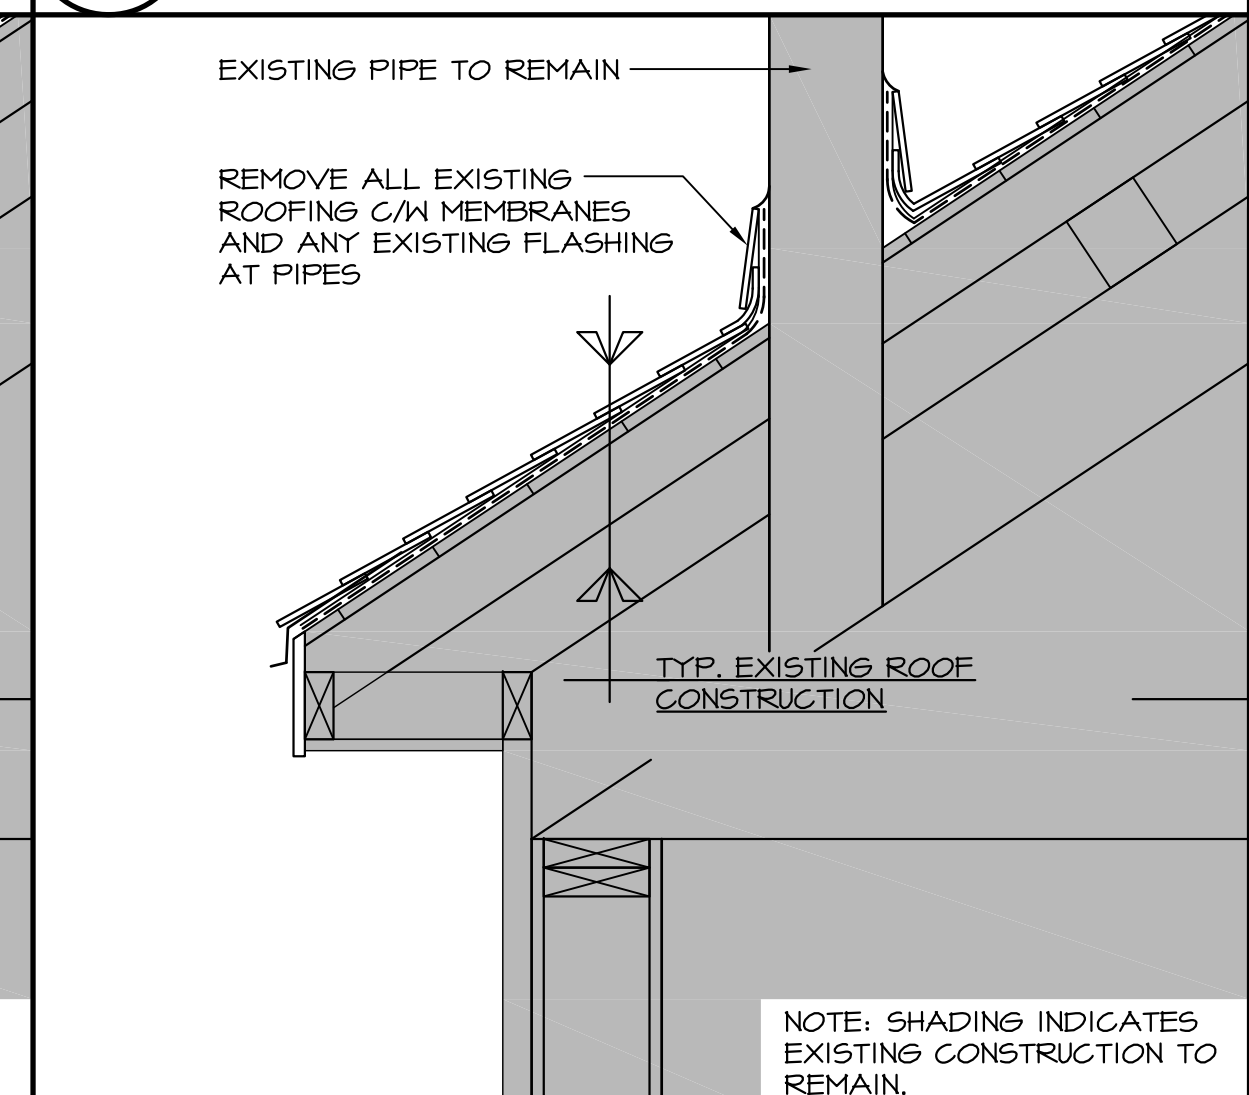 EXISTING PIPE TO REMAIN
REMOVE ALL EXISTING
ROOFING C/W MEMBRANES
AND ANY EXISTING FLASHING
AT PIPES
TYP. EXISTING ROOF
CONSTRUCTION
NOTE: SHADING INDICATES
EXISTING CONSTRUCTION TO
REMAIN.